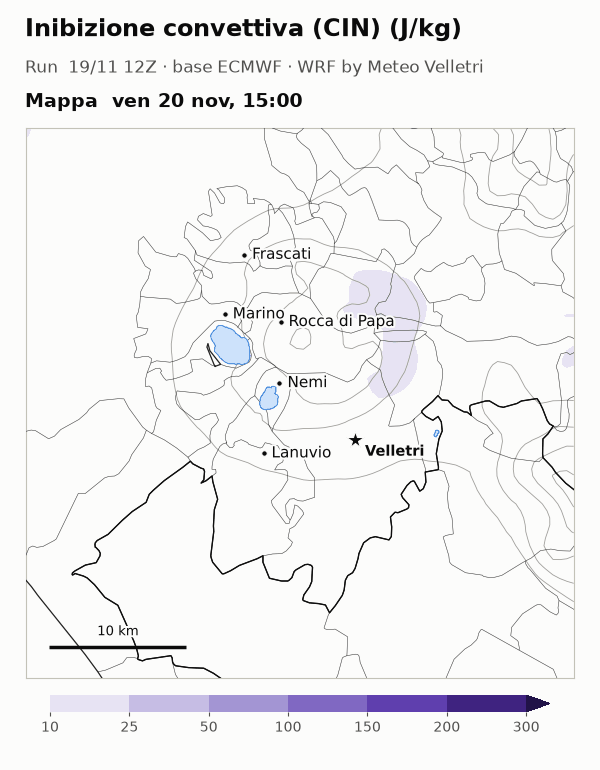 Inibizione convettiva (CIN) (J/kg)
Run  19/11 12Z · base ECMWF · WRF by Meteo Velletri
Mappa  ven 20 nov, 15:00
Frascati
Marino
Rocca di Papa
Nemi
Velletri
Lanuvio
10 km
10 25 50 100 150 200 300